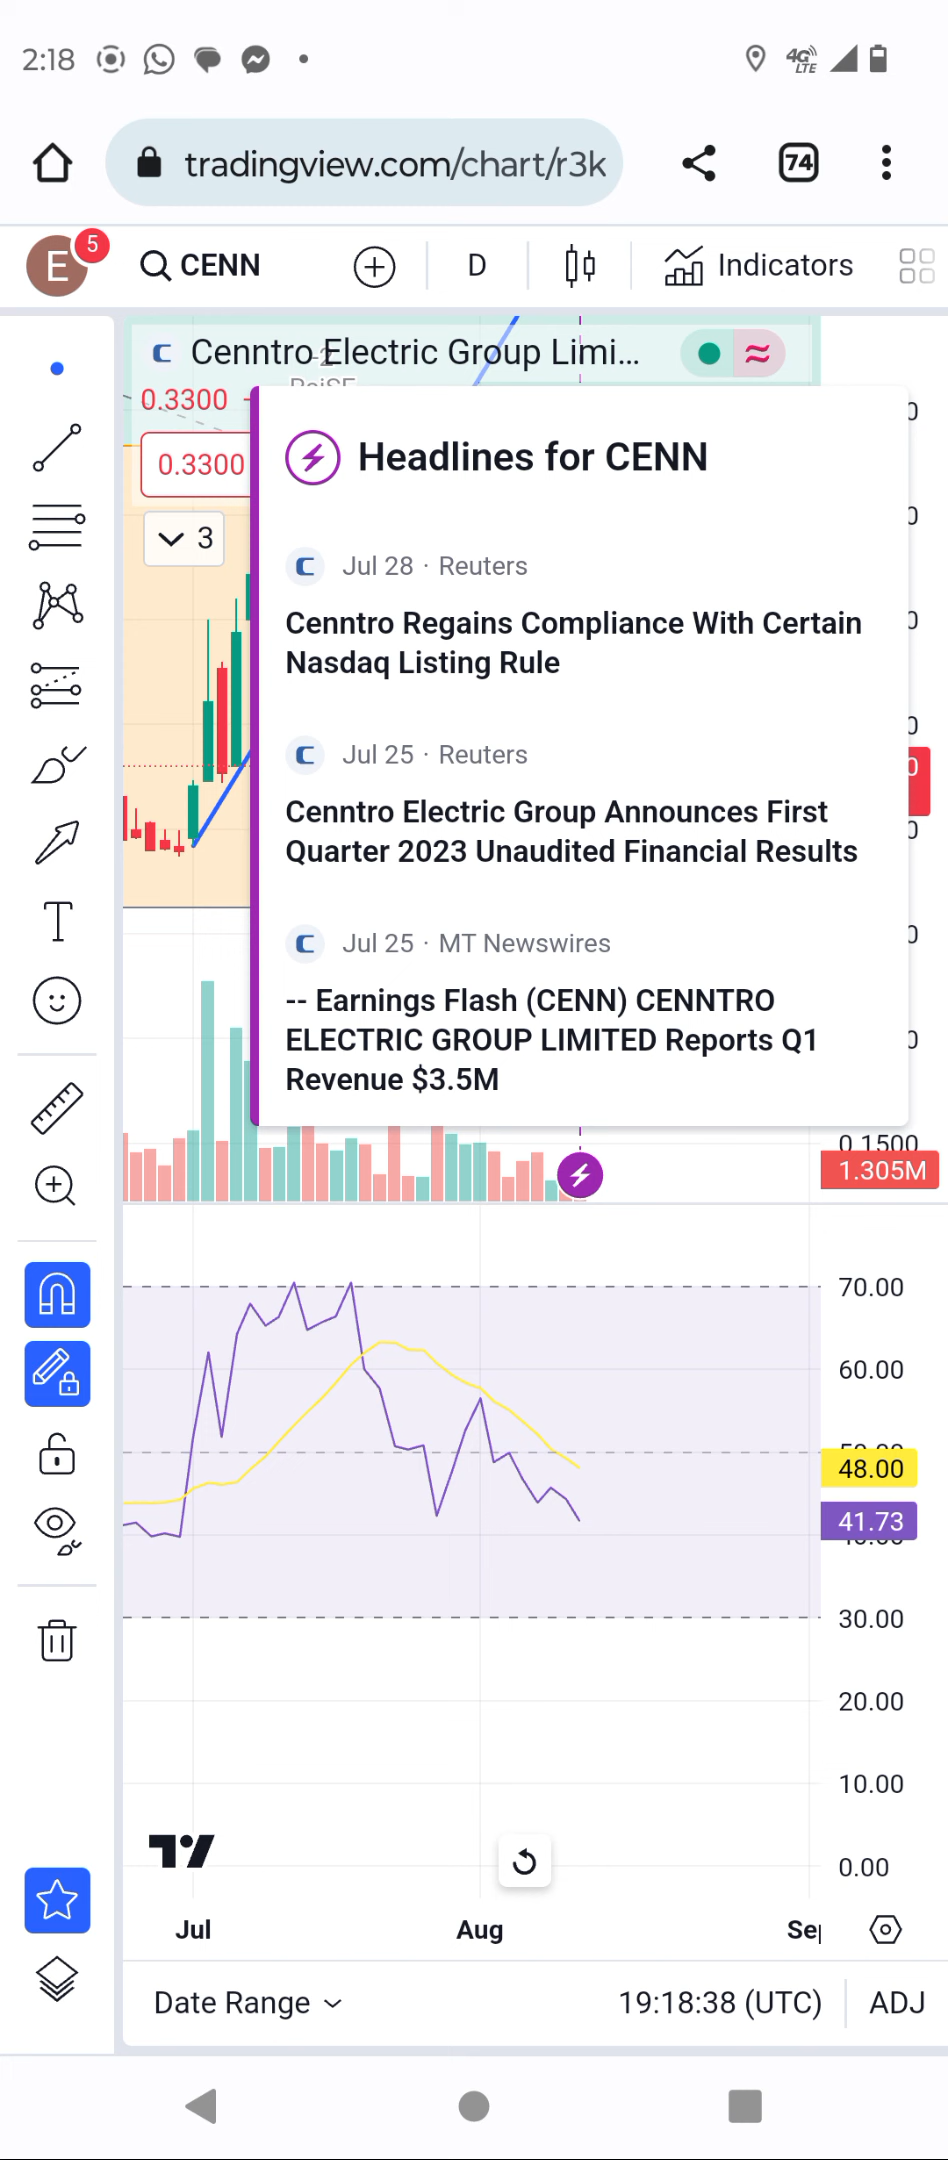 2:18
4G LTE
tradingview.com/chart/r3k
74
E
5
CENN
D
Indicators
Cenntro Electric Group Limi...
0.3300
0.3300
3
Headlines for CENN
Jul 28 · Reuters
Cenntro Regains Compliance With Certain
Nasdaq Listing Rule
Jul 25 · Reuters
Cenntro Electric Group Announces First
Quarter 2023 Unaudited Financial Results
Jul 25 · MT Newswires
-- Earnings Flash (CENN) CENNTRO
ELECTRIC GROUP LIMITED Reports Q1
Revenue $3.5M
0.1500
1.305M
70.00
60.00
48.00
41.73
30.00
20.00
10.00
0.00
Jul
Aug
Date Range
19:18:38 (UTC)
ADJ